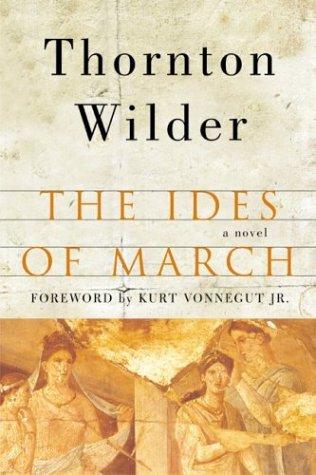 Thornton
Wilder
THE IDES
a novel
OF MARCH
FOREWORD by KURT VONNEGUT JR.